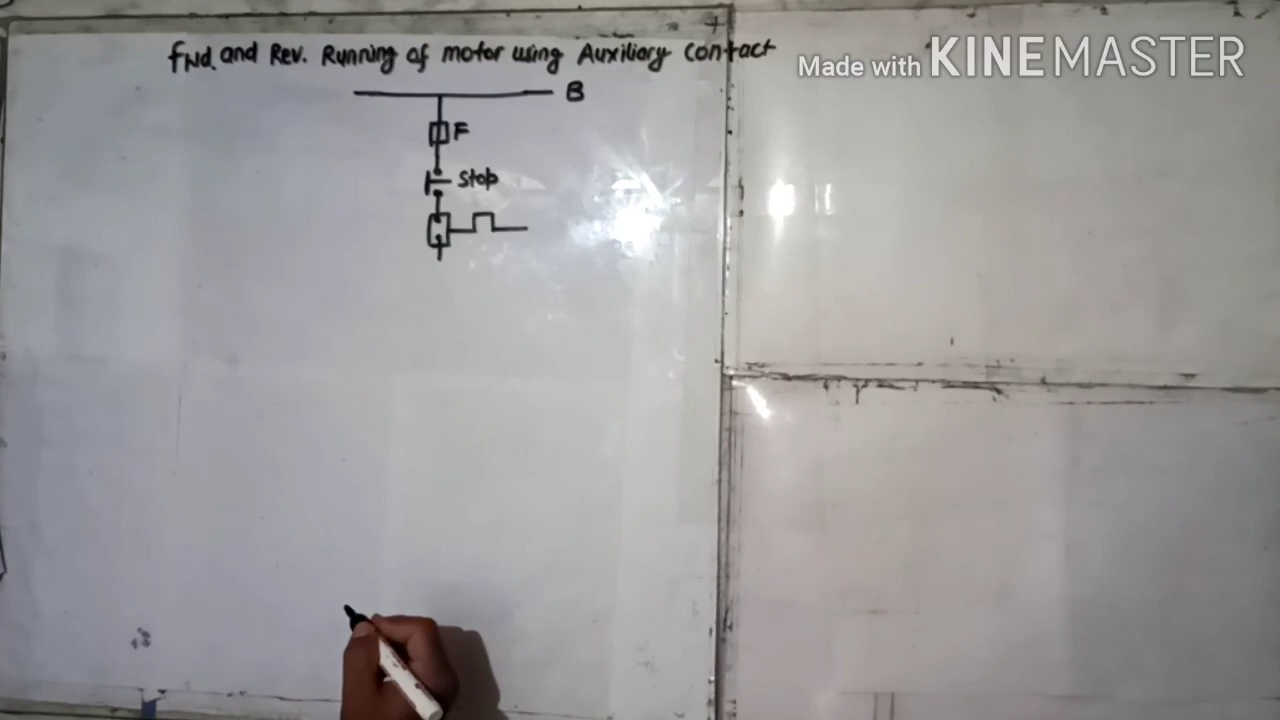 FWd. and Rev. Running of motor using Auxiliary Contact
Made with KINEMASTER
B
F
Stop